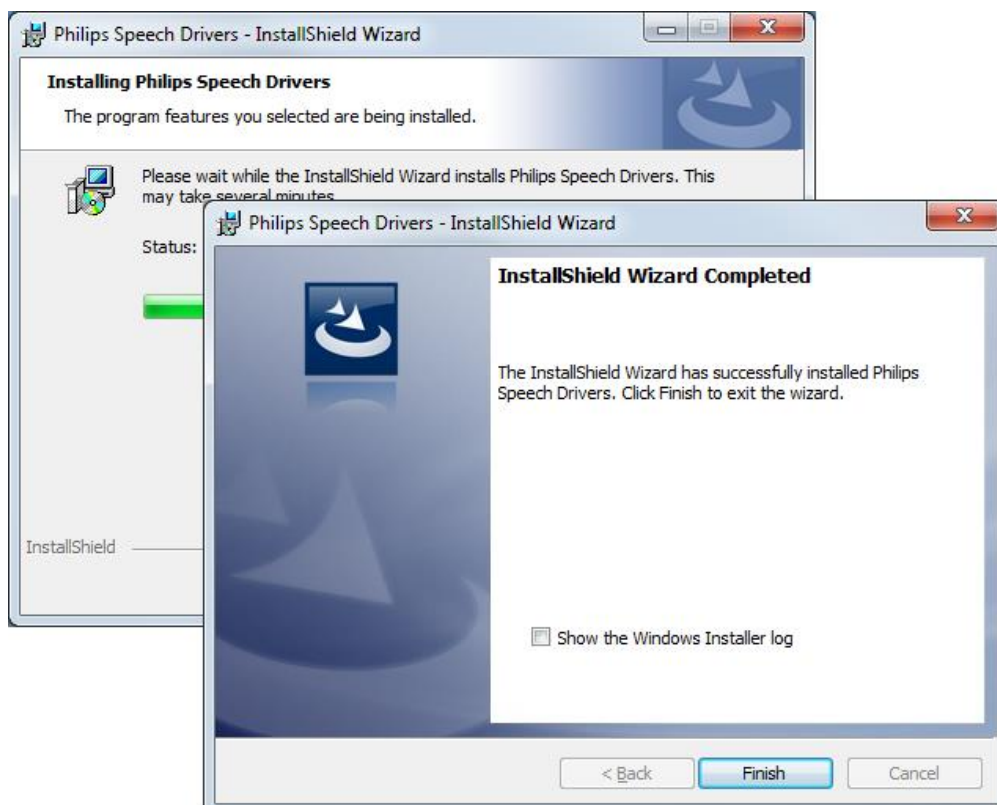 Philips Speech Drivers - InstallShield Wizard
Installing Philips Speech Drivers
The program features you selected are being installed.
Please wait while the InstallShield Wizard installs Philips Speech Drivers. This
may take several minutes
Status:
InstallShield
Philips Speech Drivers - InstallShield Wizard
InstallShield Wizard Completed
The InstallShield Wizard has successfully installed Philips
Speech Drivers. Click Finish to exit the wizard.
Show the Windows Installer log
< Back
Finish
Cancel